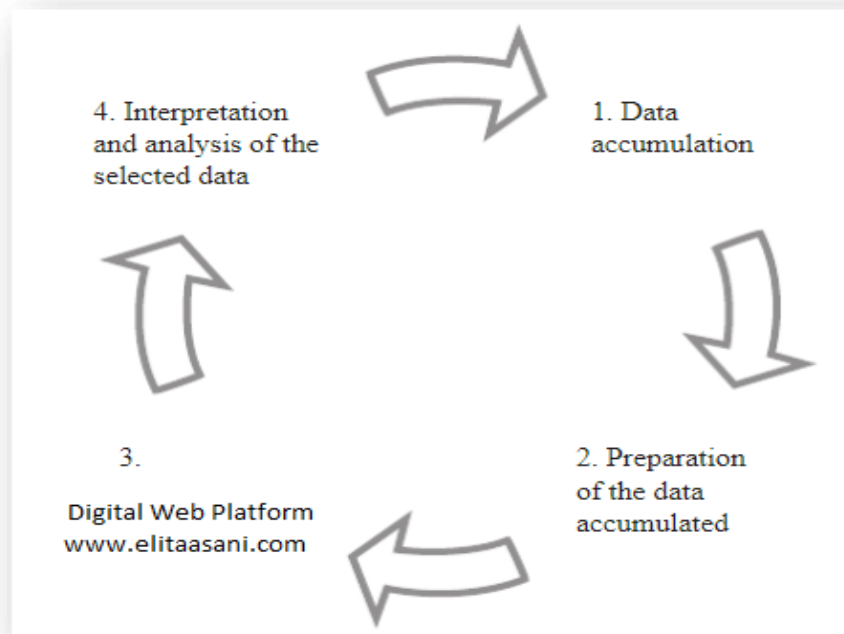 1. Data
accumulation
2. Preparation
of the data
accumulated
3.
Digital Web Platform
www.elitaasani.com
4. Interpretation
and analysis of the
selected data